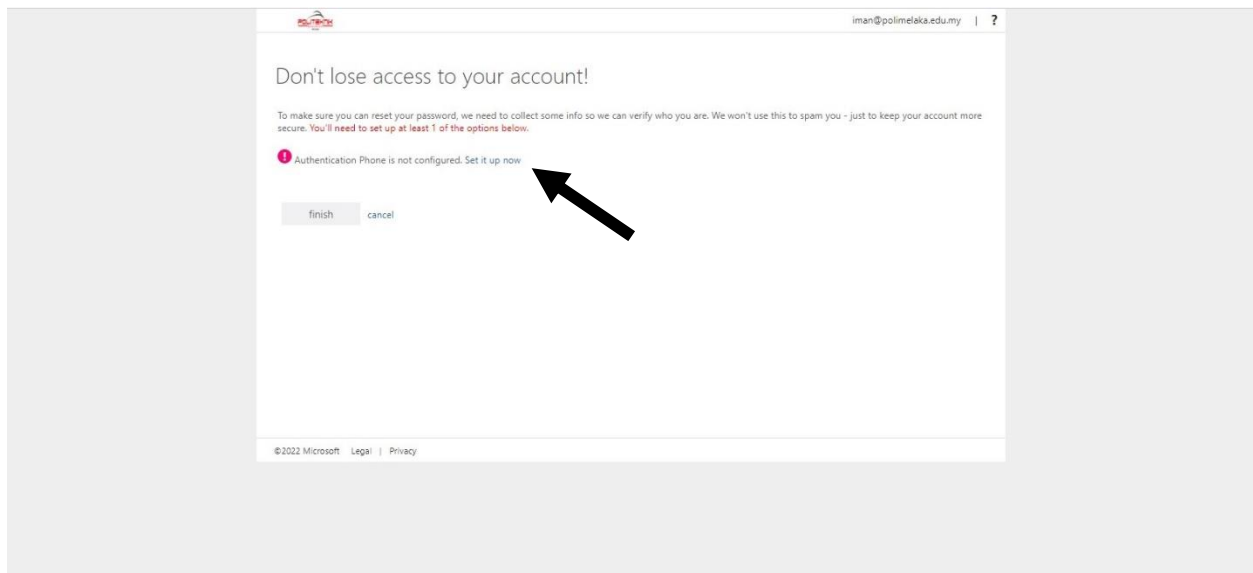 POLITEKNIK
iman@polimelaka.edu.my | ?
Don't lose access to your account!
To make sure you can reset your password, we need to collect some info so we can verify who you are. We won't use this to spam you - just to keep your account more
secure. You'll need to set up at least 1 of the options below.
! Authentication Phone is not configured. Set it up now
finish cancel
©2022 Microsoft Legal | Privacy